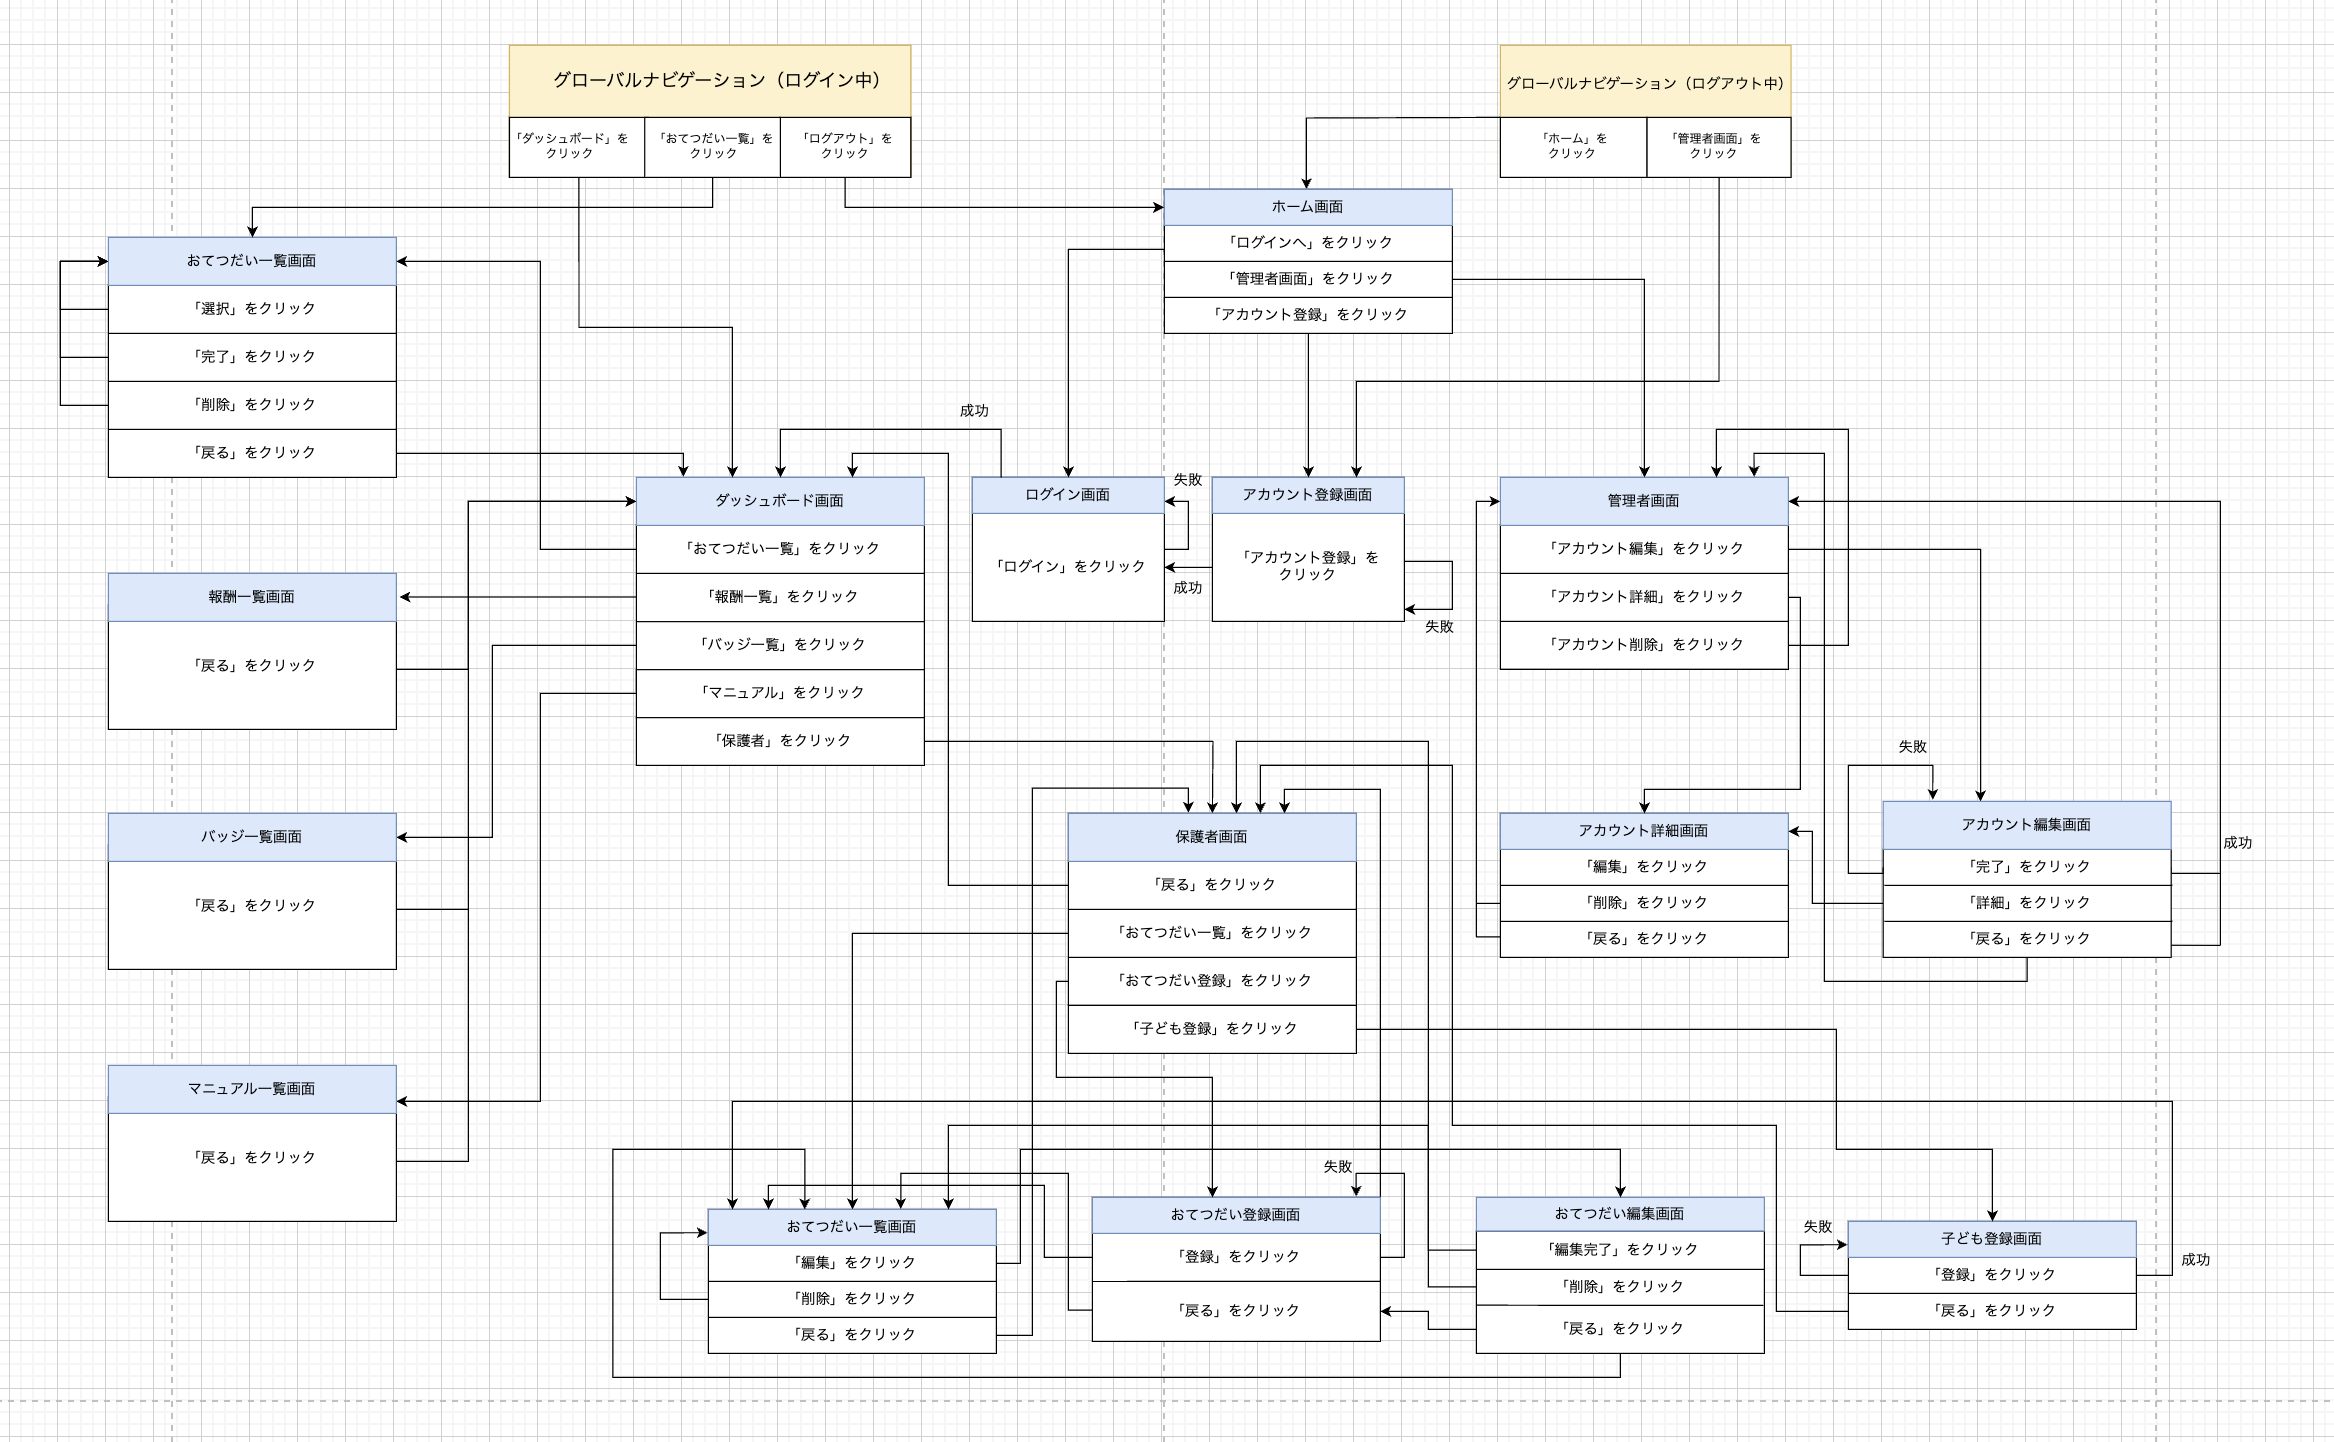 グローバルナビゲーション（ログイン中）
「ダッシュボード」を
クリック
「おてつだい一覧」を
クリック
「ログアウト」を
クリック
グローバルナビゲーション（ログアウト中）
「ホーム」を
クリック
「管理者画面」を
クリック
ホーム画面
「ログインへ」をクリック
「管理者画面」をクリック
「アカウント登録」をクリック
おてつだい一覧画面
「選択」をクリック
「完了」をクリック
「削除」をクリック
「戻る」をクリック
成功
ダッシュボード画面
「おてつだい一覧」をクリック
「報酬一覧」をクリック
「バッジ一覧」をクリック
「マニュアル」をクリック
「保護者」をクリック
ログイン画面
「ログイン」をクリック
失敗
成功
アカウント登録画面
「アカウント登録」を
クリック
失敗
管理者画面
「アカウント編集」をクリック
「アカウント詳細」をクリック
「アカウント削除」をクリック
報酬一覧画面
「戻る」をクリック
バッジ一覧画面
「戻る」をクリック
マニュアル一覧画面
「戻る」をクリック
保護者画面
「戻る」をクリック
「おてつだい一覧」をクリック
「おてつだい登録」をクリック
「子ども登録」をクリック
アカウント詳細画面
「編集」をクリック
「削除」をクリック
「戻る」をクリック
失敗
アカウント編集画面
「完了」をクリック
「詳細」をクリック
「戻る」をクリック
成功
おてつだい一覧画面
「編集」をクリック
「削除」をクリック
「戻る」をクリック
失敗
おてつだい登録画面
「登録」をクリック
「戻る」をクリック
おてつだい編集画面
「編集完了」をクリック
「削除」をクリック
「戻る」をクリック
失敗
子ども登録画面
「登録」をクリック
「戻る」をクリック
成功